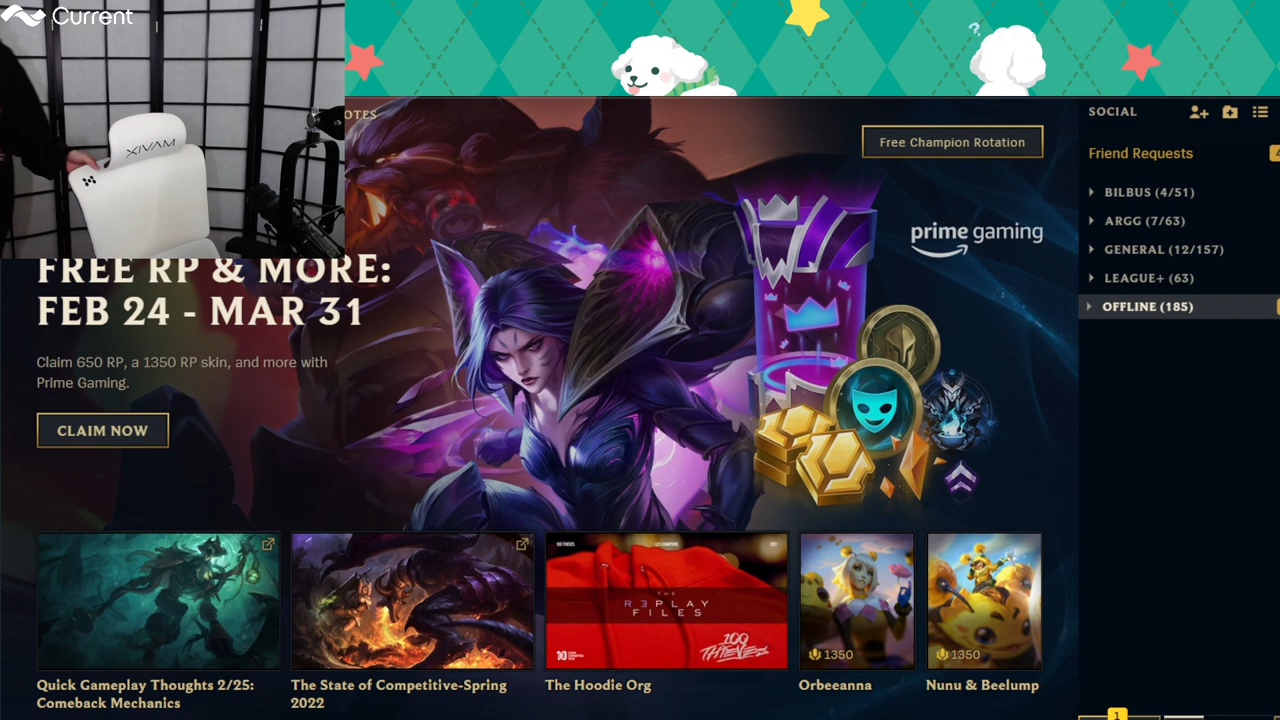 Current
XIVAM
OTES
Free Champion Rotation
prime gaming
FREE RP & MORE:
FEB 24 - MAR 31
Claim 650 RP, a 1350 RP skin, and more with
Prime Gaming.
CLAIM NOW
SOCIAL
Friend Requests
4
BILBUS (4/51)
ARGG (7/63)
GENERAL (12/157)
LEAGUE+ (63)
OFFLINE (185)
THE
R3PLAY
FILES
100
THIEVES
1350
1350
Quick Gameplay Thoughts 2/25:
Comeback Mechanics
The State of Competitive-Spring
2022
The Hoodie Org
Orbeeanna
Nunu & Beelump
1